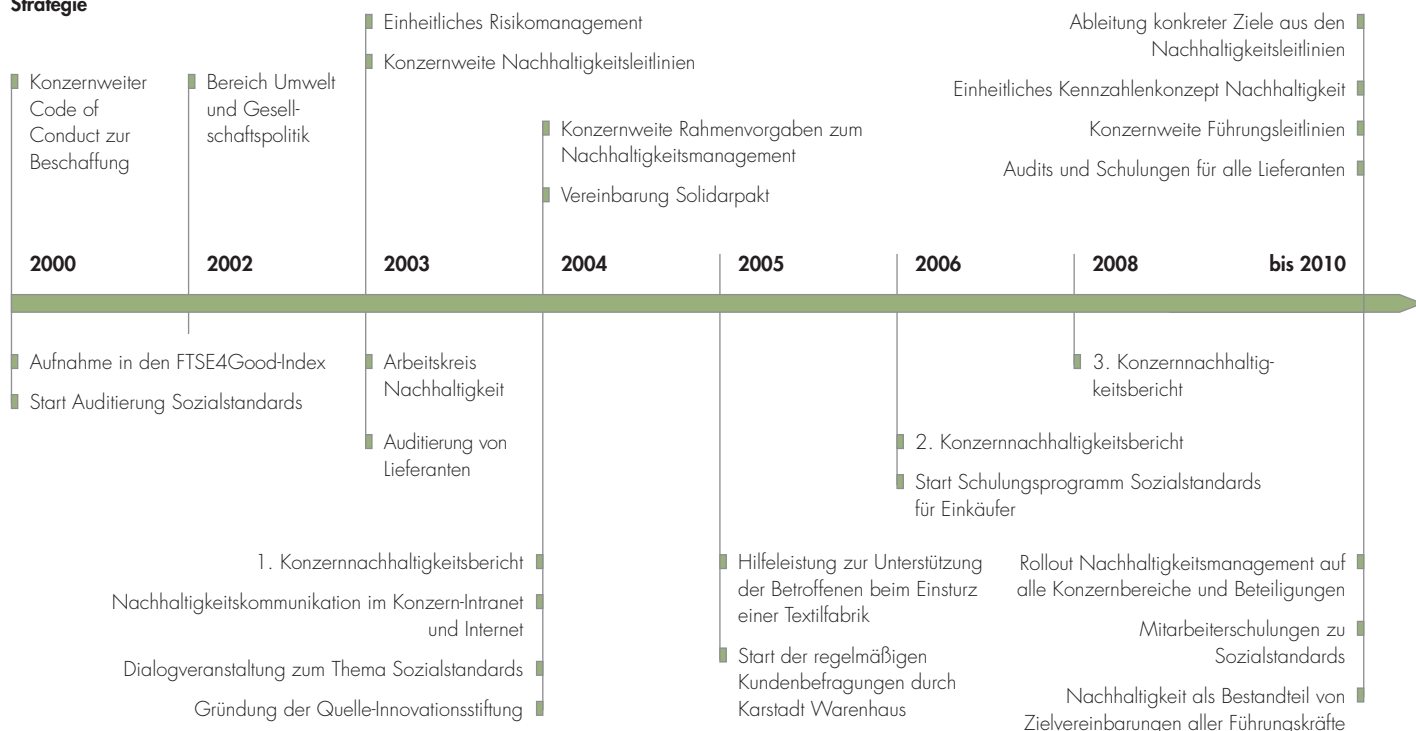 Strategie
Einheitliches Risikomanagement
Konzernweite Nachhaltigkeitsleitlinien
Konzernweiter
Code of
Conduct zur
Beschaffung
Bereich Umwelt
und Gesell-
schaftspolitik
Konzernweite Rahmenvorgaben zum
Nachhaltigkeitsmanagement
Vereinbarung Solidarpakt
Ableitung konkreter Ziele aus den
Nachhaltigkeitsleitlinien
Einheitliches Kennzahlenkonzept Nachhaltigkeit
Konzernweite Führungsleitlinien
Audits und Schulungen für alle Lieferanten
2000
2002
2003
2004
2005
2006
2008
bis 2010
Aufnahme in den FTSE4Good-Index
Start Auditierung Sozialstandards
Arbeitskreis
Nachhaltigkeit
Auditierung von
Lieferanten
1. Konzernnachhaltigkeitsbericht
Nachhaltigkeitskommunikation im Konzern-Intranet
und Internet
Dialogveranstaltung zum Thema Sozialstandards
Gründung der Quelle-Innovationsstiftung
Hilfeleistung zur Unterstützung
der Betroffenen beim Einsturz
einer Textilfabrik
Start der regelmäßigen
Kundenbefragungen durch
Karstadt Warenhaus
2. Konzernnachhaltigkeitsbericht
Start Schulungsprogramm Sozialstandards
für Einkäufer
3. Konzernnachhaltig-
keitsbericht
Rollout Nachhaltigkeitsmanagement auf
alle Konzernbereiche und Beteiligungen
Mitarbeiterschulungen zu
Sozialstandards
Nachhaltigkeit als Bestandteil von
Zielvereinbarungen aller Führungskräfte